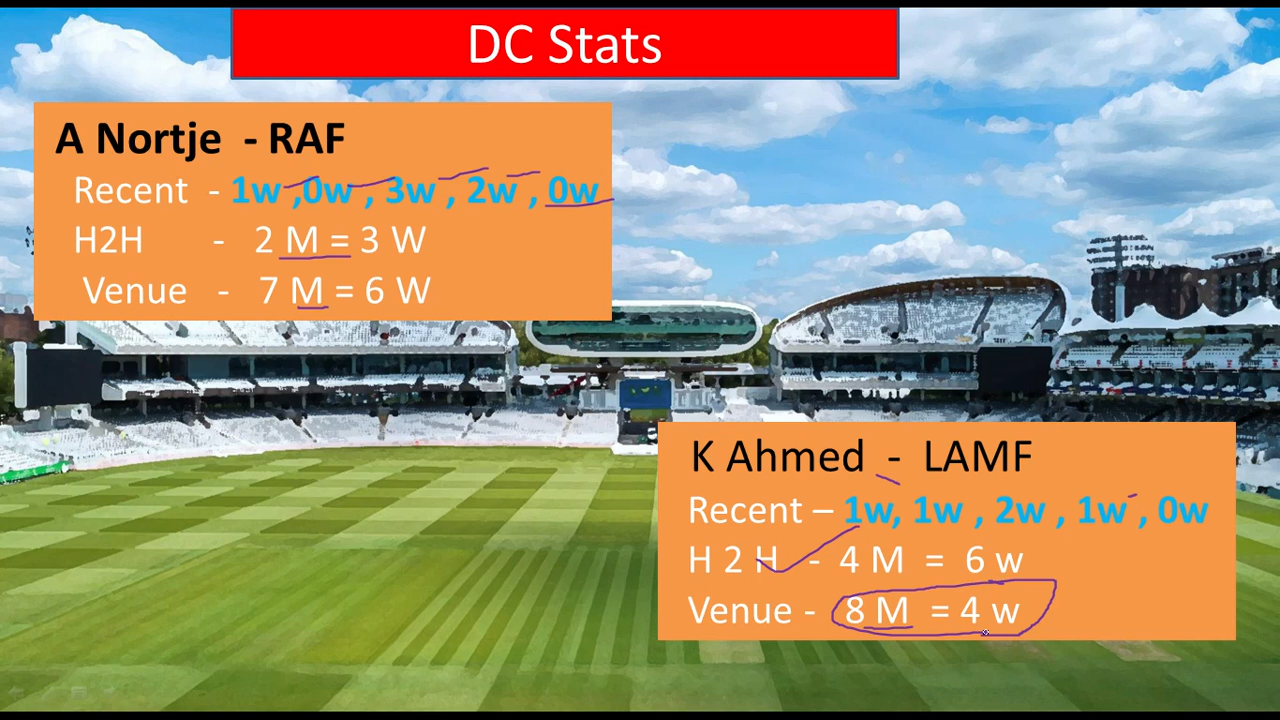 DC Stats
A Nortje - RAF
Recent - 1w ,0w , 3w , 2w , 0w
H2H - 2 M = 3 W
Venue - 7 M = 6 W
K Ahmed - LAMF
Recent – 1w, 1w , 2w , 1w , 0w
H 2 H - 4 M = 6 w
Venue - 8 M = 4 w